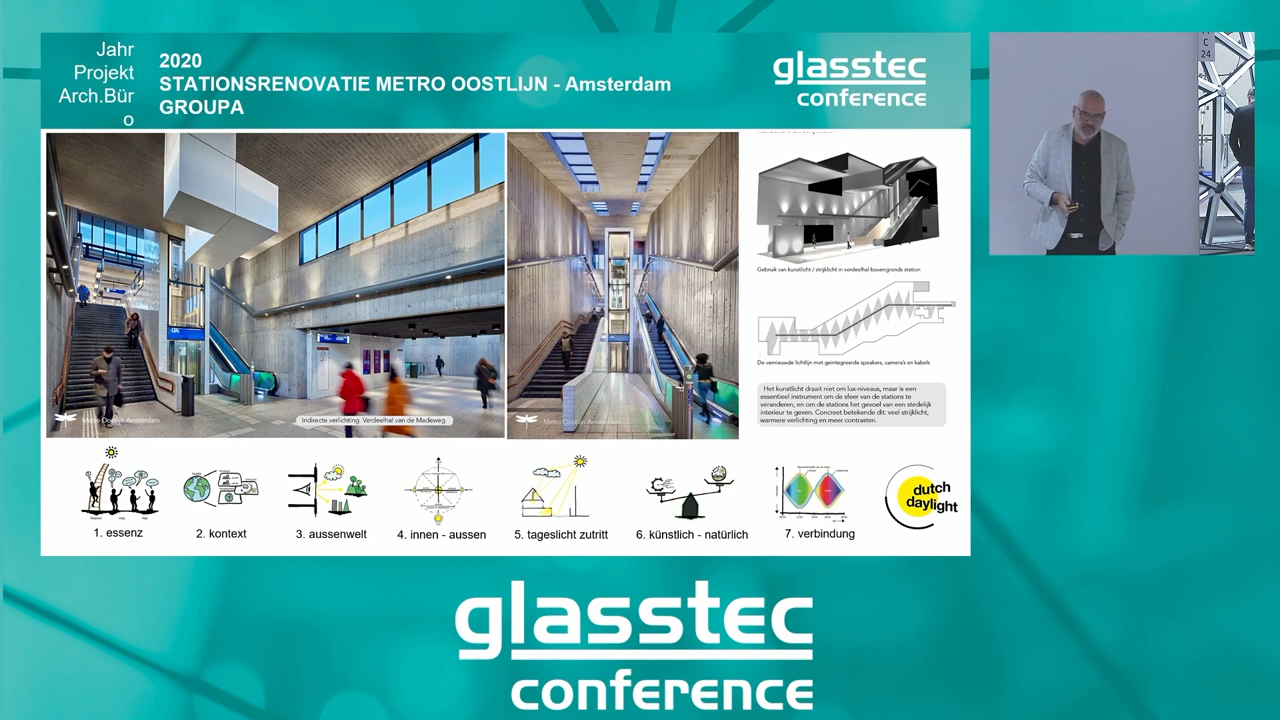 Jahr
Projekt
Arch.Bür
o
2020
STATIONSRENOVATIE METRO OOSTLIJN - Amsterdam
GROUPA
glasstec
conference
C
24
Gebruik van kunstlicht / strijklicht in verdeelhal bovengronds station
De vernieuwde lichtlijn met geintegreerde speakers, camera's en kabels
Het kunstlicht draait niet om lux-niveaus, maar is een
essentieel instrument om de sfeer van de stations te
veranderen, en om de stations het gevoel van een stedelijk
interieur te geven. Concreet betekende dit: veel strijklicht,
warmere verlichting en meer contrasten.
Metro Oostlijn Amsterdam
Indirecte verlichting. Verdeelhal van de Madeweg.
Metro Oostlijn Amsterdam
dutch
daylight
1. essenz
2. kontext
3. aussenwelt
4. innen - aussen
5. tageslicht zutritt
6. künstlich - natürlich
7. verbindung
glasstec
conference